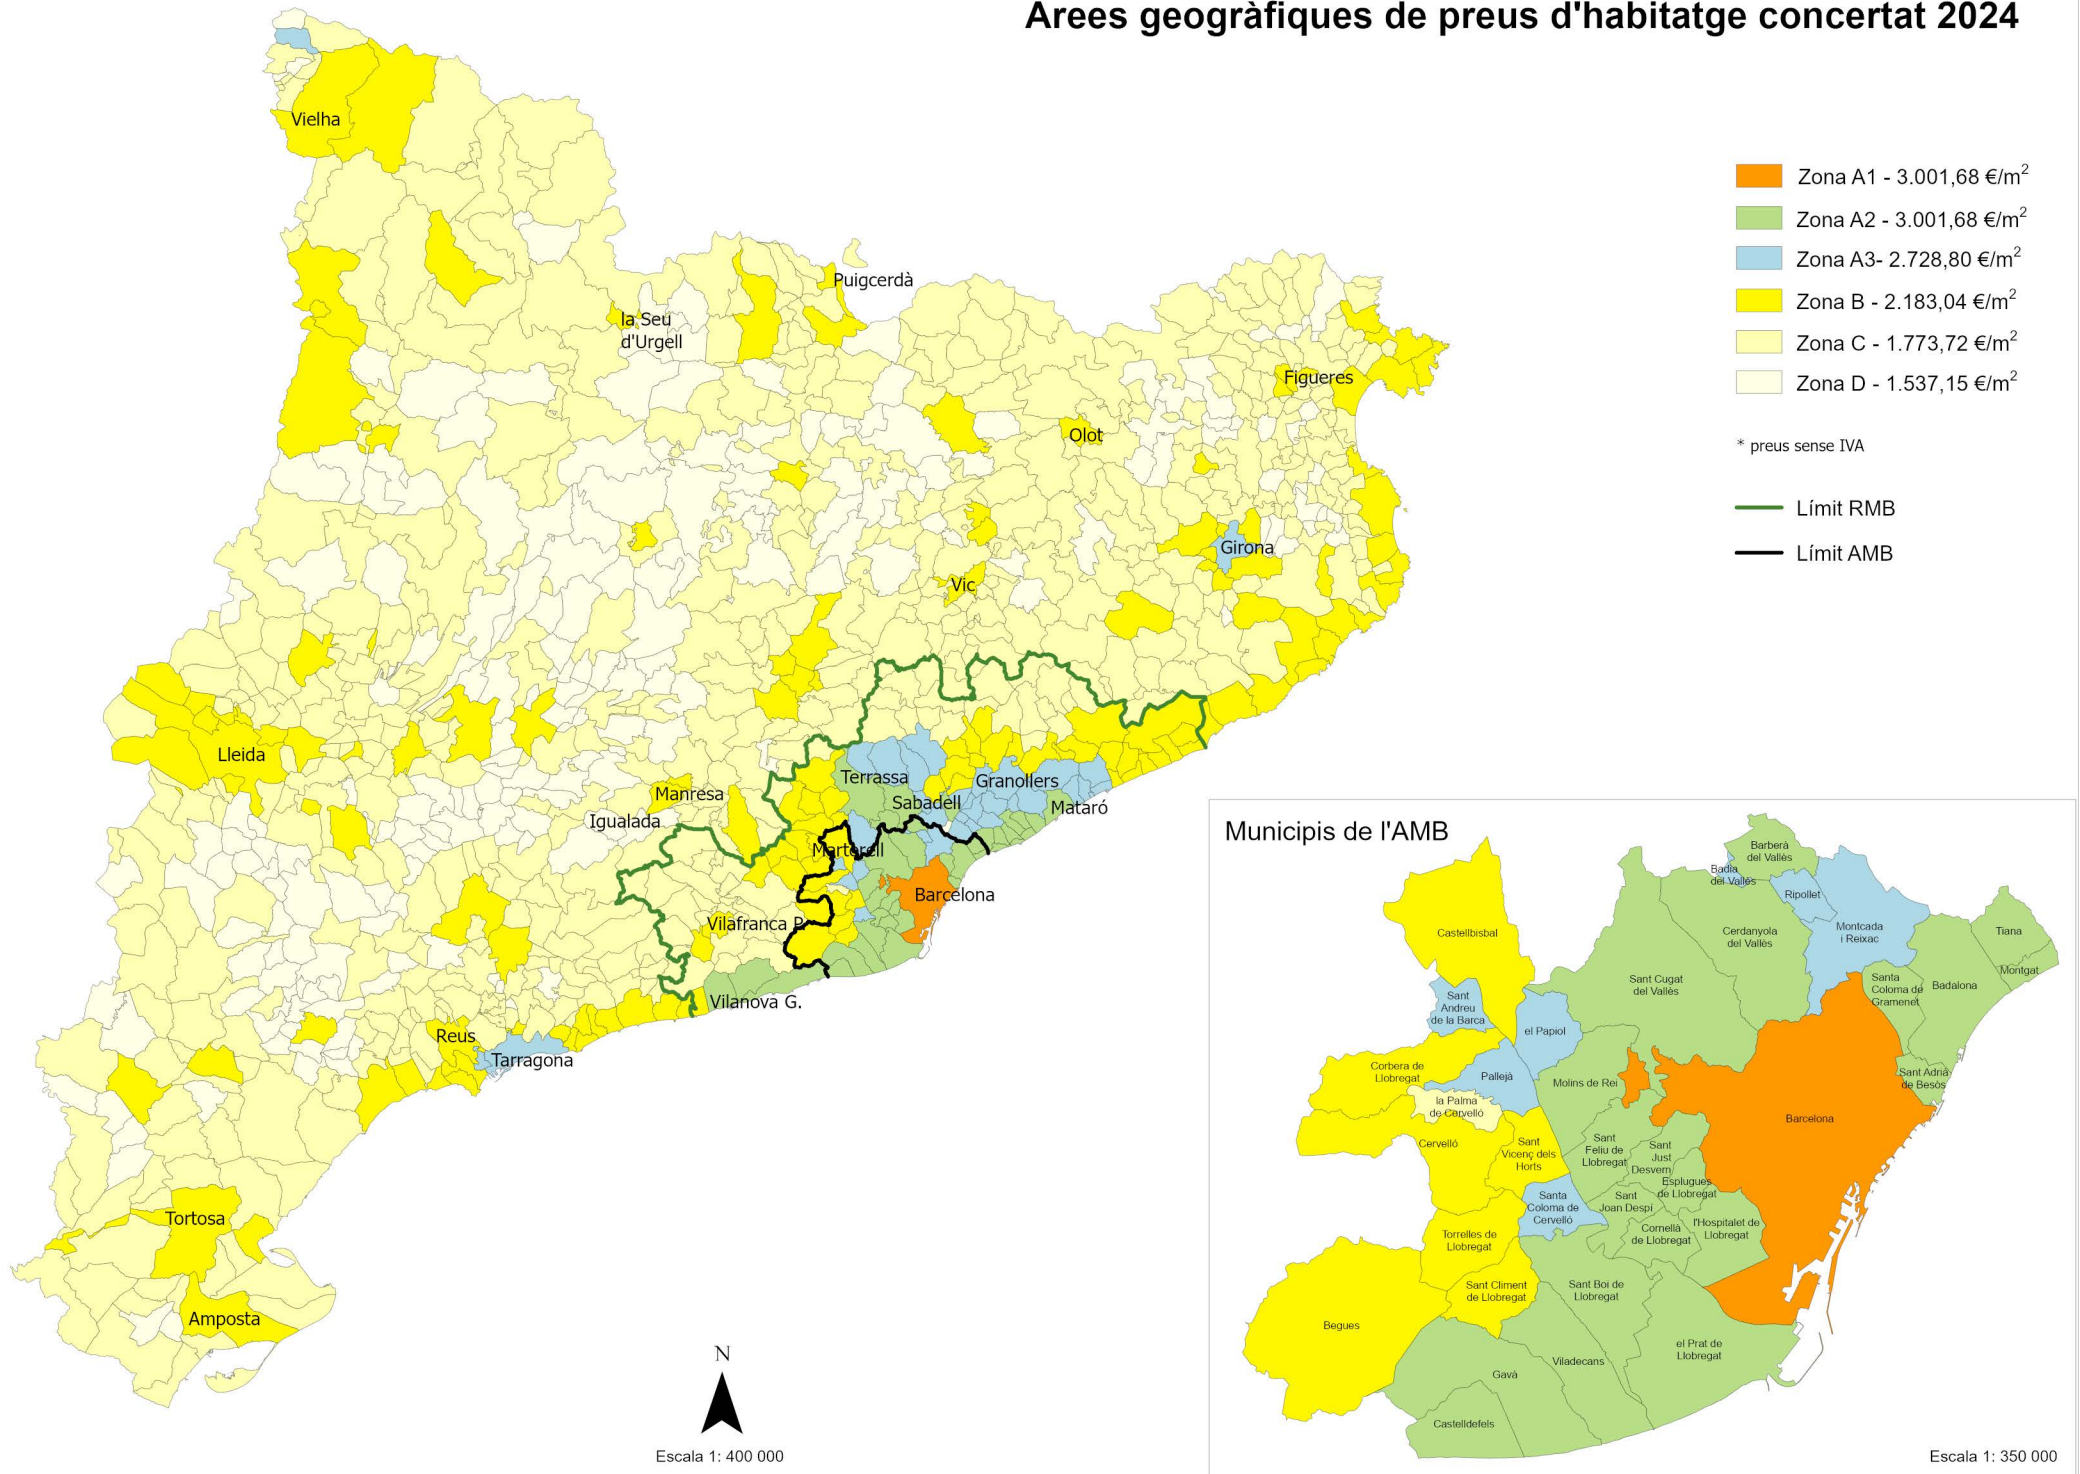 Arees geogràfiques de preus d'habitatge concertat 2024
Zona A1 - 3.001,68 €/m²
Zona A2 - 3.001,68 €/m²
Zona A3- 2.728,80 €/m²
Zona B - 2.183,04 €/m²
Zona C - 1.773,72 €/m²
Zona D - 1.537,15 €/m²
* preus sense IVA
Límit RMB
Límit AMB
Vielha
Puigcerdà
la Seu
d'Urgell
Figueres
Olot
Girona
Vic
Lleida
Manresa
Igualada
Terrassa
Granollers
Sabadell
Mataró
Martorell
Barcelona
Vilafranca P.
Vilanova G.
Reus
Tarragona
Tortosa
Amposta
N
Escala 1: 400 000
Municipis de l'AMB
Barberà
del Vallès
Badia
del Vallès
Ripollet
Castellbisbal
Cerdanyola
del Vallès
Montcada
i Reixac
Tiana
Montgat
Sant Cugat
del Vallès
Santa
Coloma de
Gramenet
Badalona
Sant
Andreu
de la Barca
el Papiol
Corbera de
Llobregat
Pallejà
Molins de Rei
Sant Adrià
de Besòs
la Palma
de Cervelló
Barcelona
Cervelló
Sant
Vicenç dels
Horts
Sant
Feliu de
Llobregat
Sant
Just
Desvern
Esplugues
de Llobregat
Santa
Coloma de
Cervelló
Sant
Joan Despí
Cornellà
de Llobregat
l'Hospitalet de
Llobregat
Torrelles de
Llobregat
Sant Climent
de Llobregat
Sant Boi de
Llobregat
Begues
el Prat de
Llobregat
Viladecans
Gavà
Castelldefels
Escala 1: 350 000